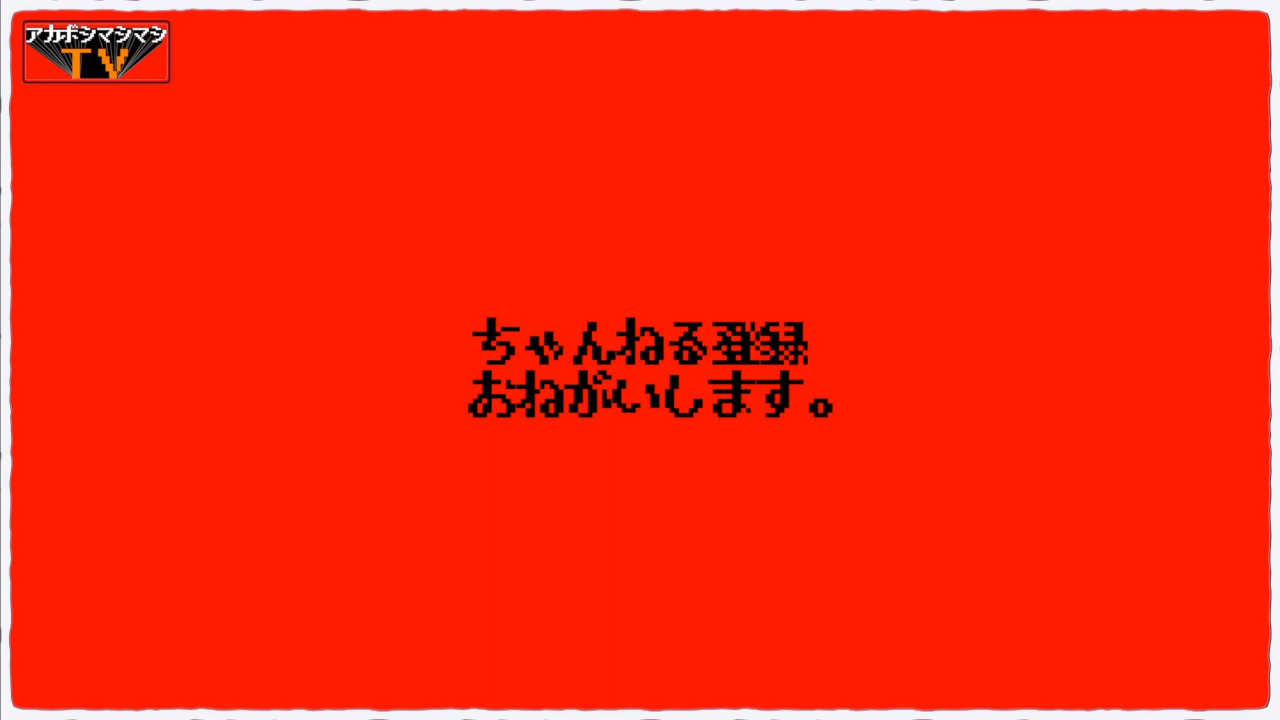 アカボシマシマシ
TV
ちゃんねる登録
おねがいします。